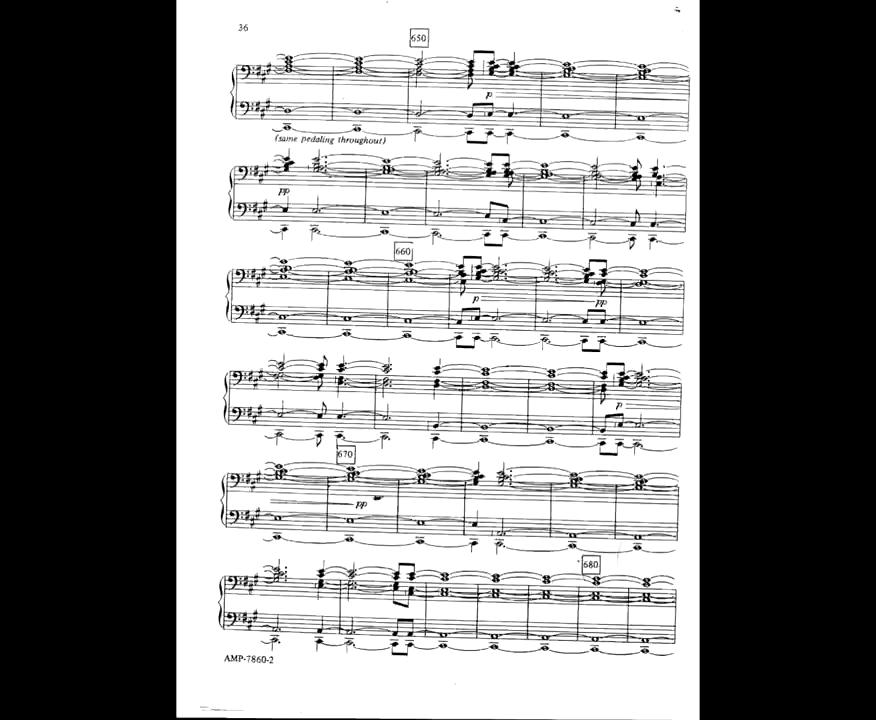 36
650
p
(same pedaling throughout)
pp
660
p
pp
p
670
pp
680
AMP-7860-2